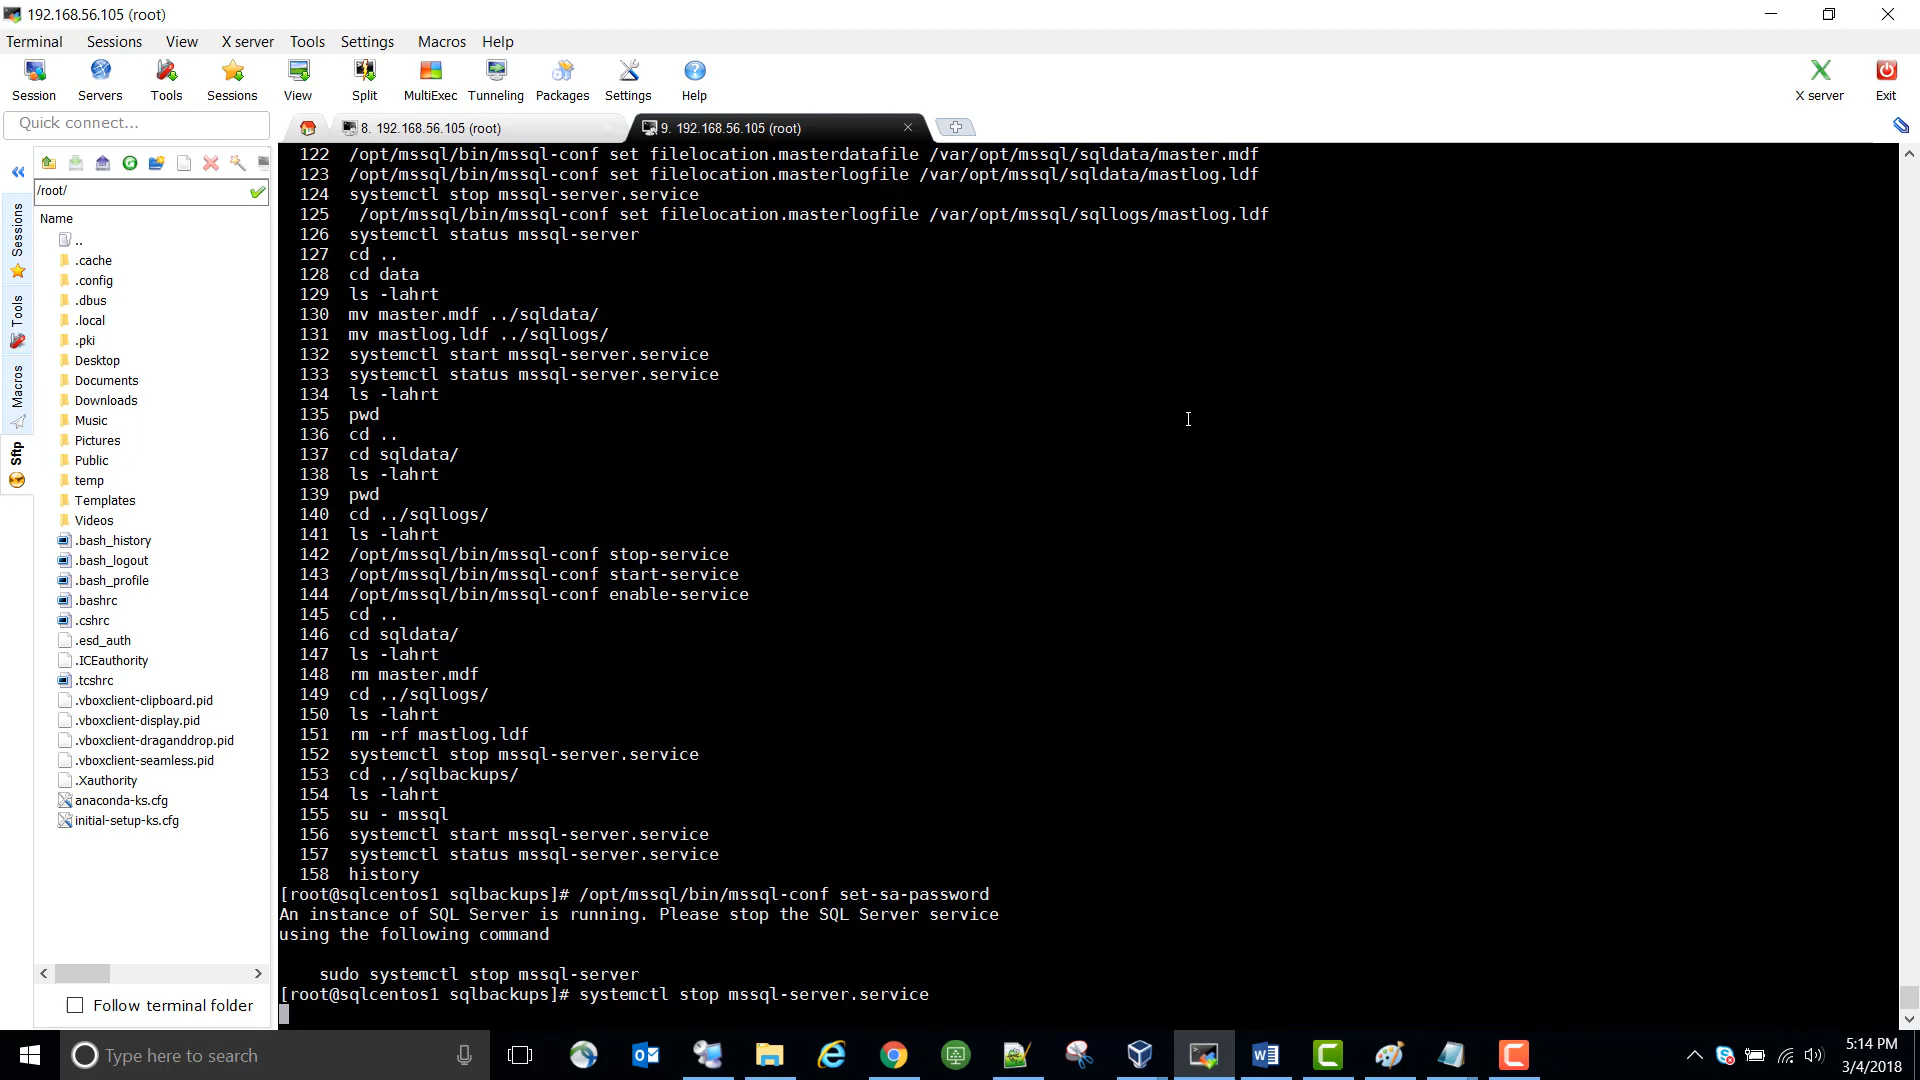 192.168.56.105 (root)
Terminal Sessions View X server Tools Settings Macros Help
Session Servers Tools Sessions View Split MultiExec Tunneling Packages Settings Help X server Exit
Quick connect...
8. 192.168.56.105 (root)
9. 192.168.56.105 (root)
/root/
Name
..
.cache
.config
.dbus
.local
.pki
Desktop
Documents
Downloads
Music
Pictures
Public
temp
Templates
Videos
.bash_history
.bash_logout
.bash_profile
.bashrc
.cshrc
.esd_auth
.ICEauthority
.tcshrc
.vboxclient-clipboard.pid
.vboxclient-display.pid
.vboxclient-draganddrop.pid
.vboxclient-seamless.pid
.Xauthority
anaconda-ks.cfg
initial-setup-ks.cfg
Follow terminal folder
Sessions
Tools
Macros
Sftp
122 /opt/mssql/bin/mssql-conf set filelocation.masterdatafile /var/opt/mssql/sqldata/master.mdf
123 /opt/mssql/bin/mssql-conf set filelocation.masterlogfile /var/opt/mssql/sqldata/mastlog.ldf
124 systemctl stop mssql-server.service
125 /opt/mssql/bin/mssql-conf set filelocation.masterlogfile /var/opt/mssql/sqllogs/mastlog.ldf
126 systemctl status mssql-server
127 cd ..
128 cd data
129 ls -lahrt
130 mv master.mdf ../sqldata/
131 mv mastlog.ldf ../sqllogs/
132 systemctl start mssql-server.service
133 systemctl status mssql-server.service
134 ls -lahrt
135 pwd
136 cd ..
137 cd sqldata/
138 ls -lahrt
139 pwd
140 cd ../sqllogs/
141 ls -lahrt
142 /opt/mssql/bin/mssql-conf stop-service
143 /opt/mssql/bin/mssql-conf start-service
144 /opt/mssql/bin/mssql-conf enable-service
145 cd ..
146 cd sqldata/
147 ls -lahrt
148 rm master.mdf
149 cd ../sqllogs/
150 ls -lahrt
151 rm -rf mastlog.ldf
152 systemctl stop mssql-server.service
153 cd ../sqlbackups/
154 ls -lahrt
155 su - mssql
156 systemctl start mssql-server.service
157 systemctl status mssql-server.service
158 history
[root@sqlcentos1 sqlbackups]# /opt/mssql/bin/mssql-conf set-sa-password
An instance of SQL Server is running. Please stop the SQL Server service
using the following command
sudo systemctl stop mssql-server
[root@sqlcentos1 sqlbackups]# systemctl stop mssql-server.service
Type here to search
5:14 PM
3/4/2018